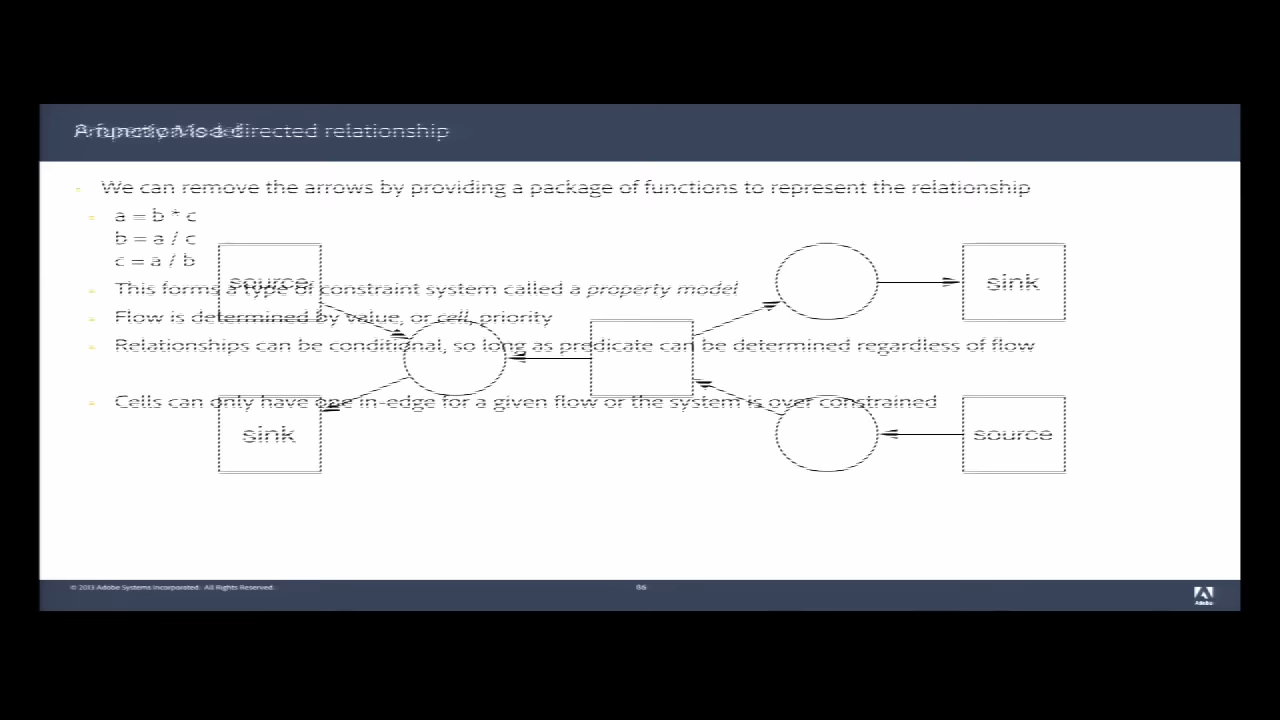 A function is a directed relationship
We can remove the arrows by providing a package of functions to represent the relationship
a = b * c
b = a / c
c = a / b
source
sink
This forms a type of constraint system called a property model
Flow is determined by value, or cell, priority
Relationships can be conditional, so long as predicate can be determined regardless of flow
Cells can only have one in-edge for a given flow or the system is over constrained
sink
source
© 2013 Adobe Systems Incorporated. All Rights Reserved.
86
Adobe